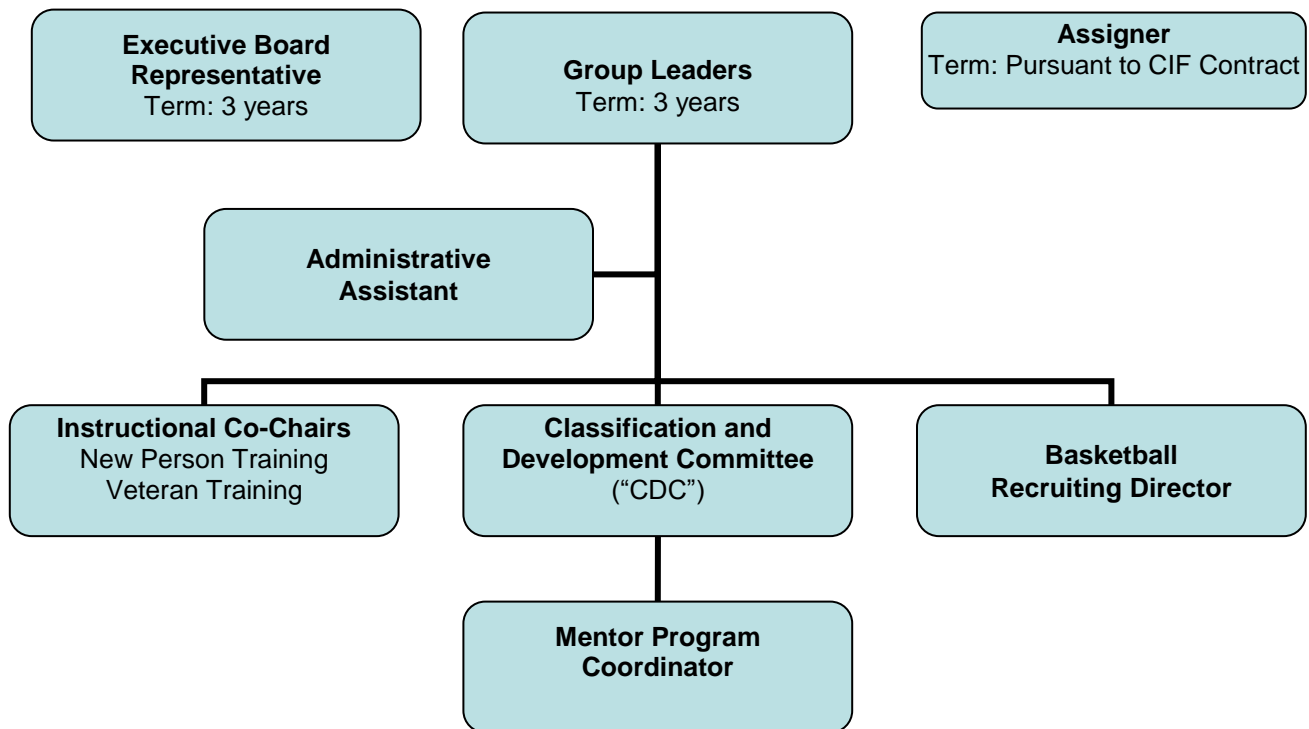 Executive Board
Representative
Term: 3 years
Group Leaders
Term: 3 years
Assigner
Term: Pursuant to CIF Contract
Administrative
Assistant
Instructional Co-Chairs
New Person Training
Veteran Training
Classification and
Development Committee
(“CDC”)
Basketball
Recruiting Director
Mentor Program
Coordinator